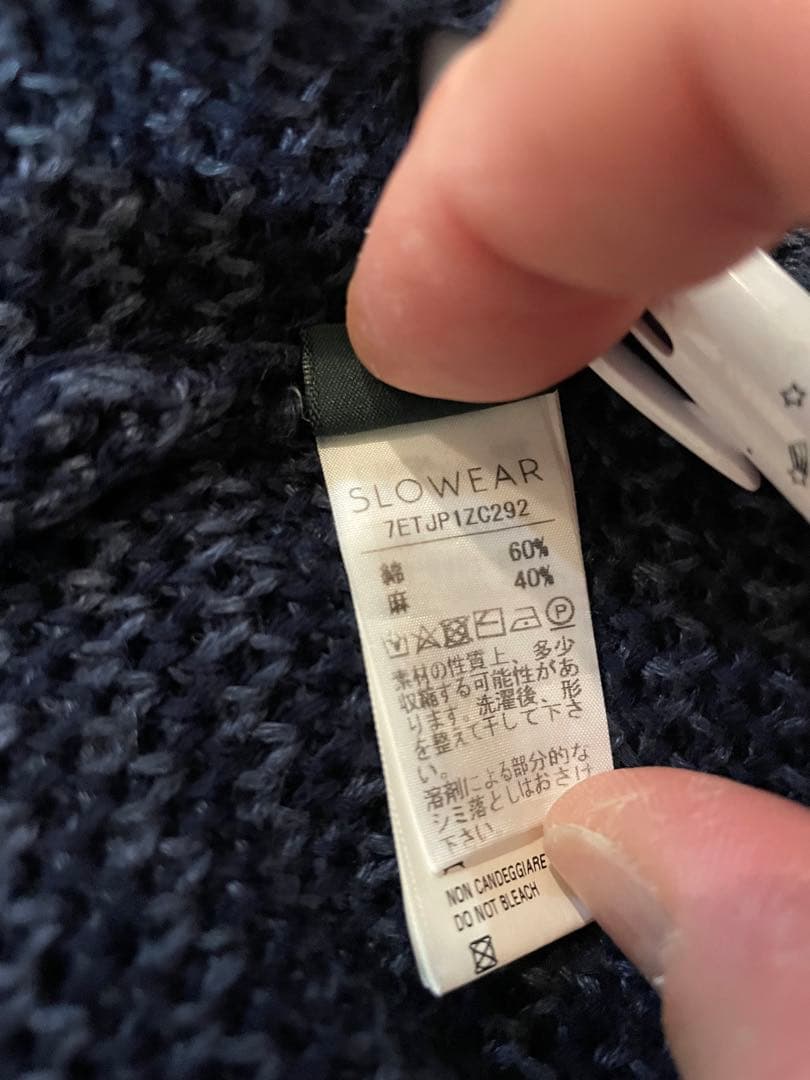 SLOWEAR
7ETJP1ZC292
綿 60%
麻 40%
P
素材の性質上、多少
収縮する可能性があ
ります。洗濯後、形
を整えて干して下さ
い。
溶剤による部分的な
シミ落としはおさけ
下さい
NON CANDEGGIARE
DO NOT BLEACH